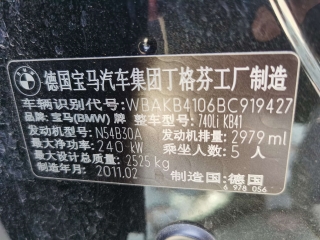 德国宝马汽车集团丁格芬工厂制造
车辆识别代号:WBAKB4106BC919427
品牌:宝马(BMW)牌 整车型号:740Li KB41
发动机型号:N54B30A 发动机排量:2979 ml
最大净功率:240 kW 乘坐人数:5 人
最大设计总质量:2525 kg
制造年月:2011.02 制造国:德国
6 978 056